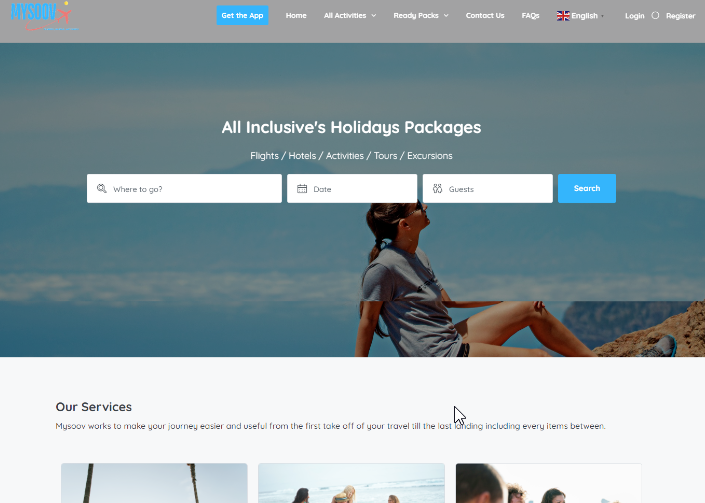 MYSOOV
Get the App
Home
All Activities
Ready Packs
Contact Us
FAQs
English
Login
Register
All Inclusive's Holidays Packages
Flights / Hotels / Activities / Tours / Excursions
Where to go?
Date
Guests
Search
Our Services
Mysoov works to make your journey easier and useful from the first take off of your travel till the last landing including every items between.